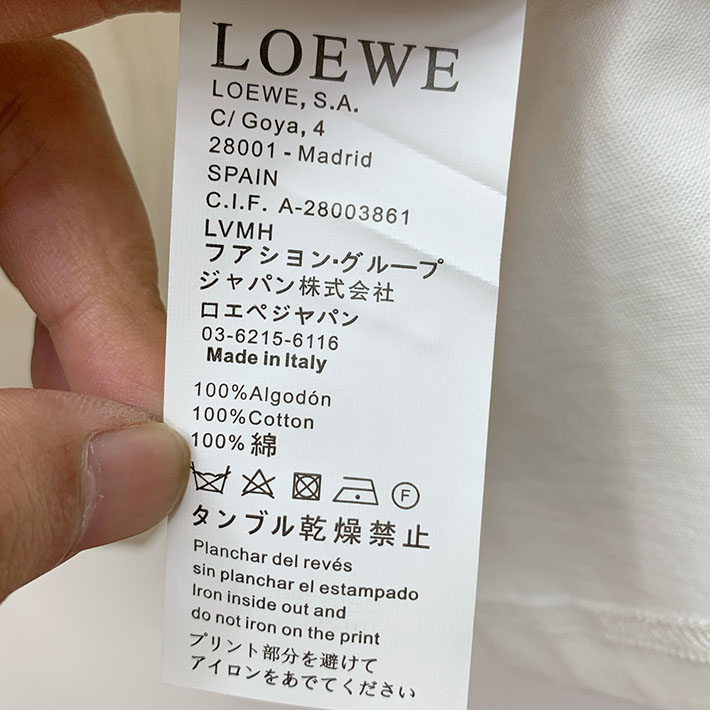 LOEWE
LOEWE, S.A.
C/ Goya, 4
28001 - Madrid
SPAIN
C.I.F. A-28003861
LVMH
フアシヨン・グループ
ジャパン株式会社
ロエペジャパン
03-6215-6116
Made in Italy
100%Algodón
100%Cotton
100% 綿
F
タンブル乾燥禁止
Planchar del revés
sin planchar el estampado
Iron inside out and
do not iron on the print
プリント部分を避けて
アイロンをあでてください